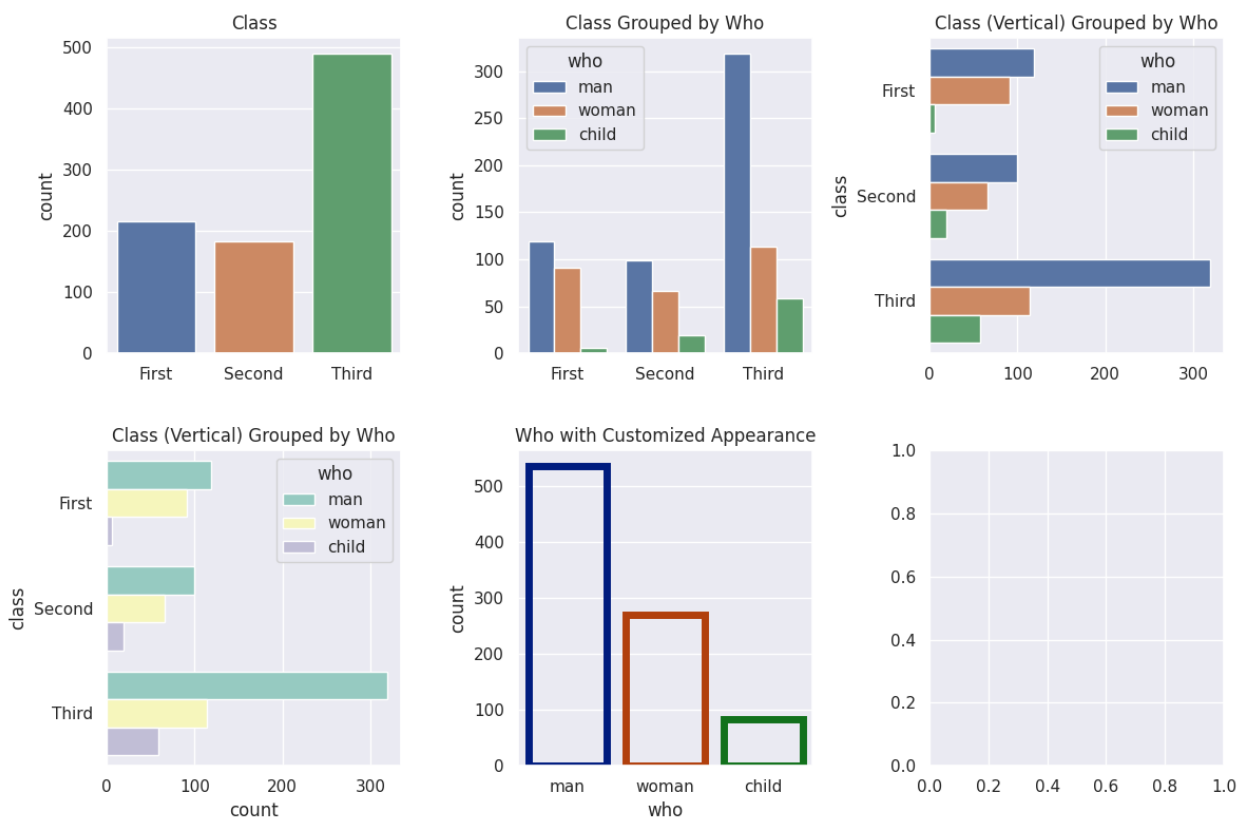 Class
500
400
300
200
100
0
count
First Second Third
Class Grouped by Who
who
man
woman
child
300
250
200
150
100
50
0
count
First Second Third
Class (Vertical) Grouped by Who
who
man
woman
child
First
Second
Third
class
0 100 200 300
Class (Vertical) Grouped by Who
who
man
woman
child
First
Second
Third
class
0 100 200 300
count
Who with Customized Appearance
500
400
300
200
100
0
count
man woman child
who
1.0
0.8
0.6
0.4
0.2
0.0
0.0 0.2 0.4 0.6 0.8 1.0